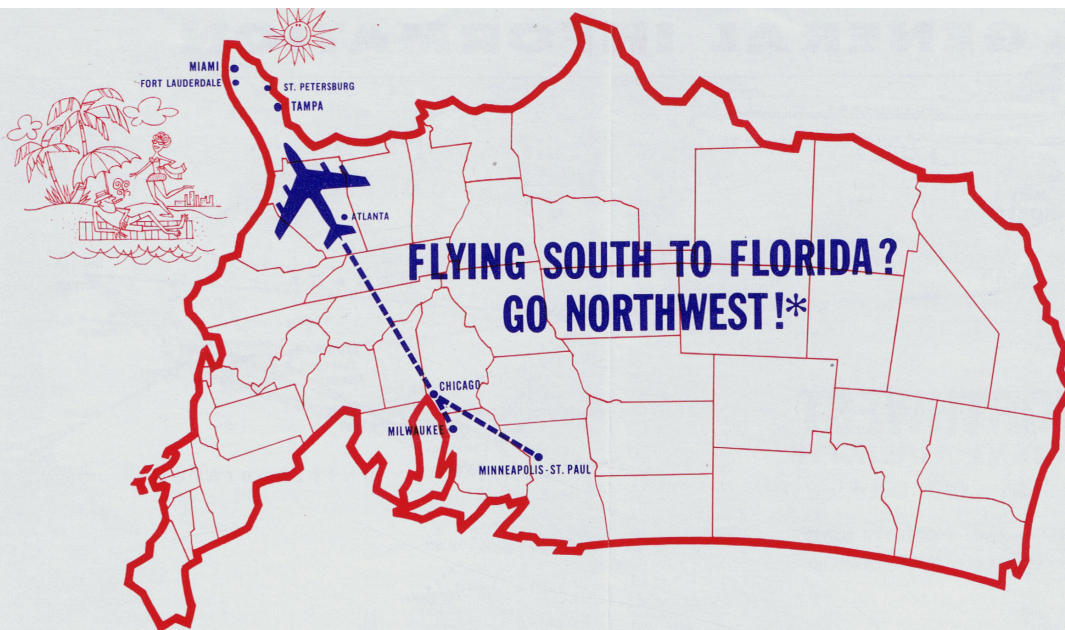 MIAMI
FORT LAUDERDALE
ST. PETERSBURG
TAMPA
ATLANTA
FLYING SOUTH TO FLORIDA?
GO NORTHWEST!*
CHICAGO
MILWAUKEE
MINNEAPOLIS-ST. PAUL